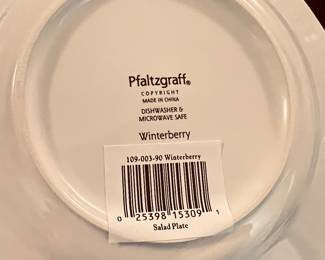 Pfaltzgraff®
COPYRIGHT
MADE IN CHINA
DISHWASHER &
MICROWAVE SAFE
Winterberry
109-003-90 Winterberry
0 25398 15309 1
Salad Plate